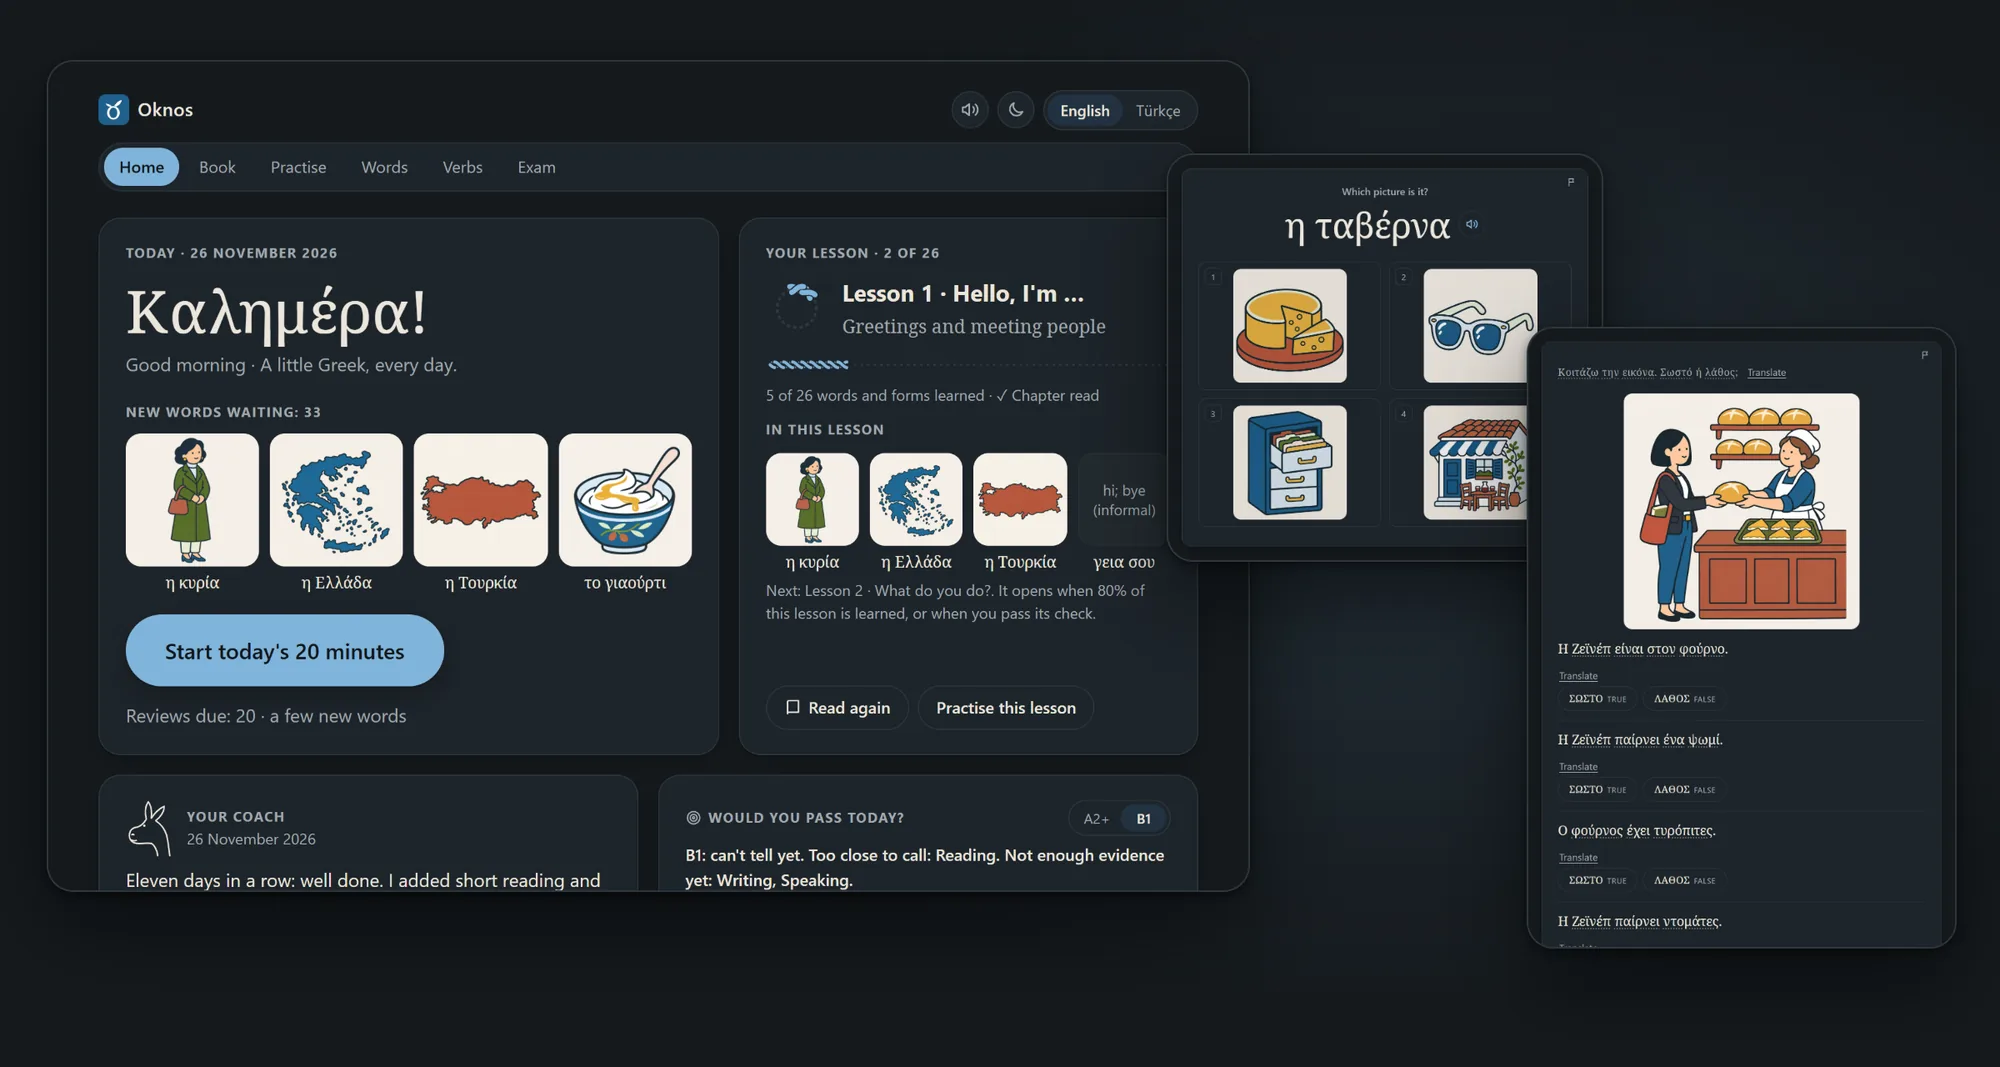 Oknos
English Türkçe
Home Book Practise Words Verbs Exam
TODAY · 26 NOVEMBER 2026
Καλημέρα!
Good morning · A little Greek, every day.
NEW WORDS WAITING: 33
η κυρία
η Ελλάδα
η Τουρκία
το γιαούρτι
Start today's 20 minutes
Reviews due: 20 · a few new words
YOUR LESSON · 2 OF 26
Lesson 1 · Hello, I'm ...
Greetings and meeting people
5 of 26 words and forms learned · ✓ Chapter read
IN THIS LESSON
hi; bye
(informal)
η κυρία
η Ελλάδα
η Τουρκία
γεια σου
Next: Lesson 2 · What do you do?. It opens when 80% of
this lesson is learned, or when you pass its check.
Read again
Practise this lesson
YOUR COACH
26 November 2026
Eleven days in a row: well done. I added short reading and
WOULD YOU PASS TODAY?
A2+ B1
B1: can't tell yet. Too close to call: Reading. Not enough evidence
yet: Writing, Speaking.
Which picture is it?
η ταβέρνα
1
2
3
4
Κοιτάζω την εικόνα. Σωστό ή λάθος; Translate
Η Ζεϊνέπ είναι στον φούρνο.
Translate
ΣΩΣΤΟ TRUE ΛΑΘΟΣ FALSE
Η Ζεϊνέπ παίρνει ένα ψωμί.
Translate
ΣΩΣΤΟ TRUE ΛΑΘΟΣ FALSE
Ο φούρνος έχει τυρόπιτες.
Translate
ΣΩΣΤΟ TRUE ΛΑΘΟΣ FALSE
Η Ζεϊνέπ παίρνει ντομάτες.